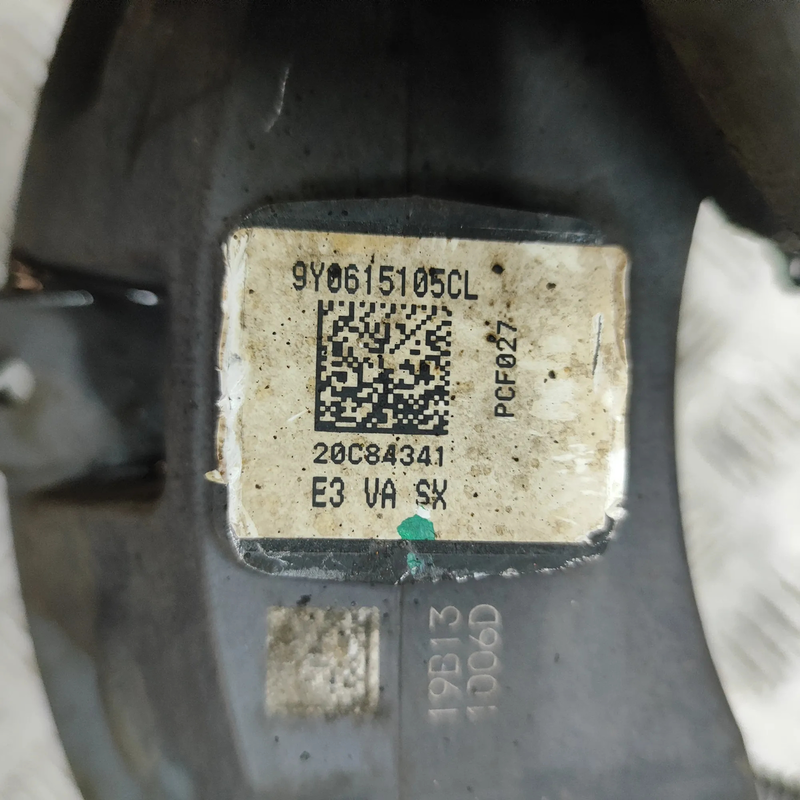 9Y0615105CL
PCF027
20C84341
E3 VA SX
19B13
1006D